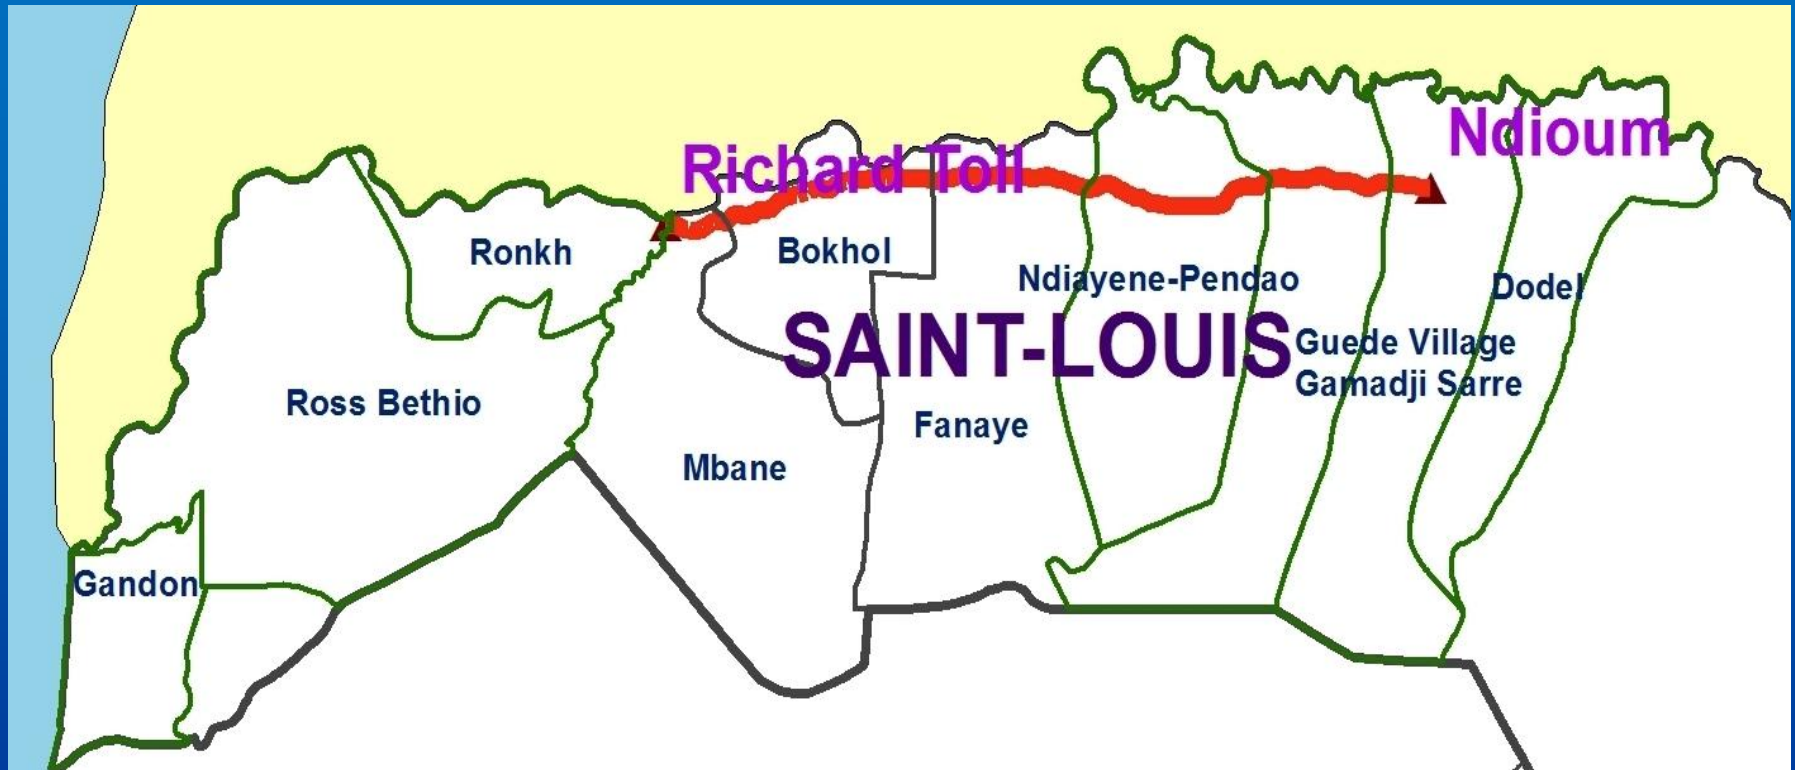 Ndioum
Richard Toll
Ronkh
Bokhol
Ndiayene-Pendao
Dodel
SAINT-LOUIS
Guede Village
Gamadji Sarre
Ross Bethio
Fanaye
Mbane
Gandon